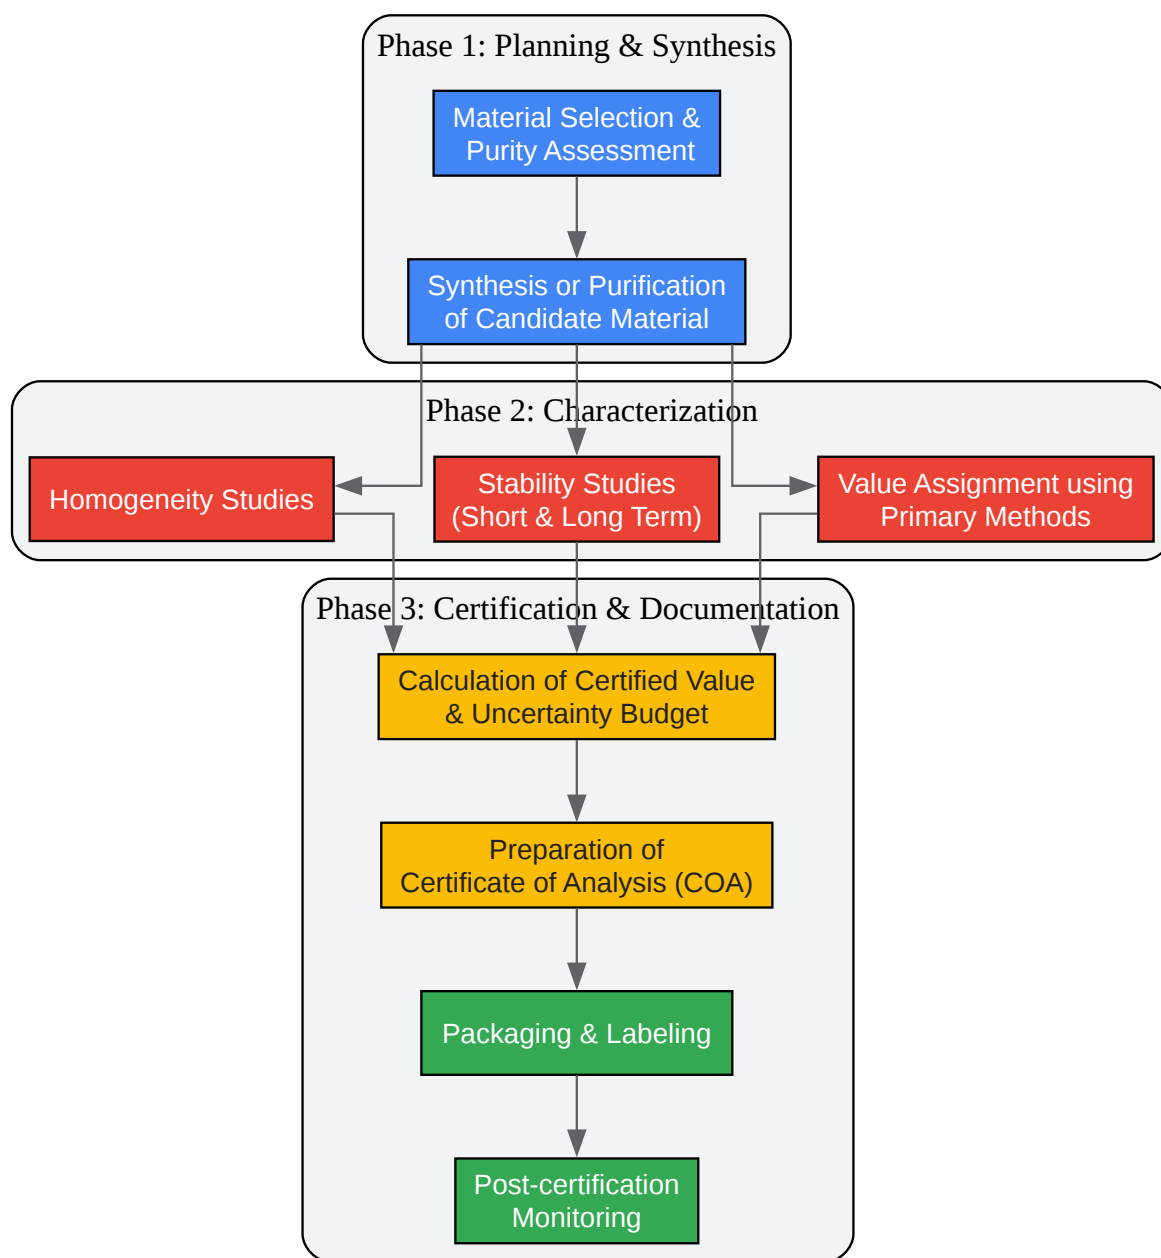 Phase 1: Planning & Synthesis
Material Selection &
Purity Assessment
Synthesis or Purification
of Candidate Material
Phase 2: Characterization
Homogeneity Studies
Stability Studies
(Short & Long Term)
Value Assignment using
Primary Methods
Phase 3: Certification & Documentation
Calculation of Certified Value
& Uncertainty Budget
Preparation of
Certificate of Analysis (COA)
Packaging & Labeling
Post-certification
Monitoring